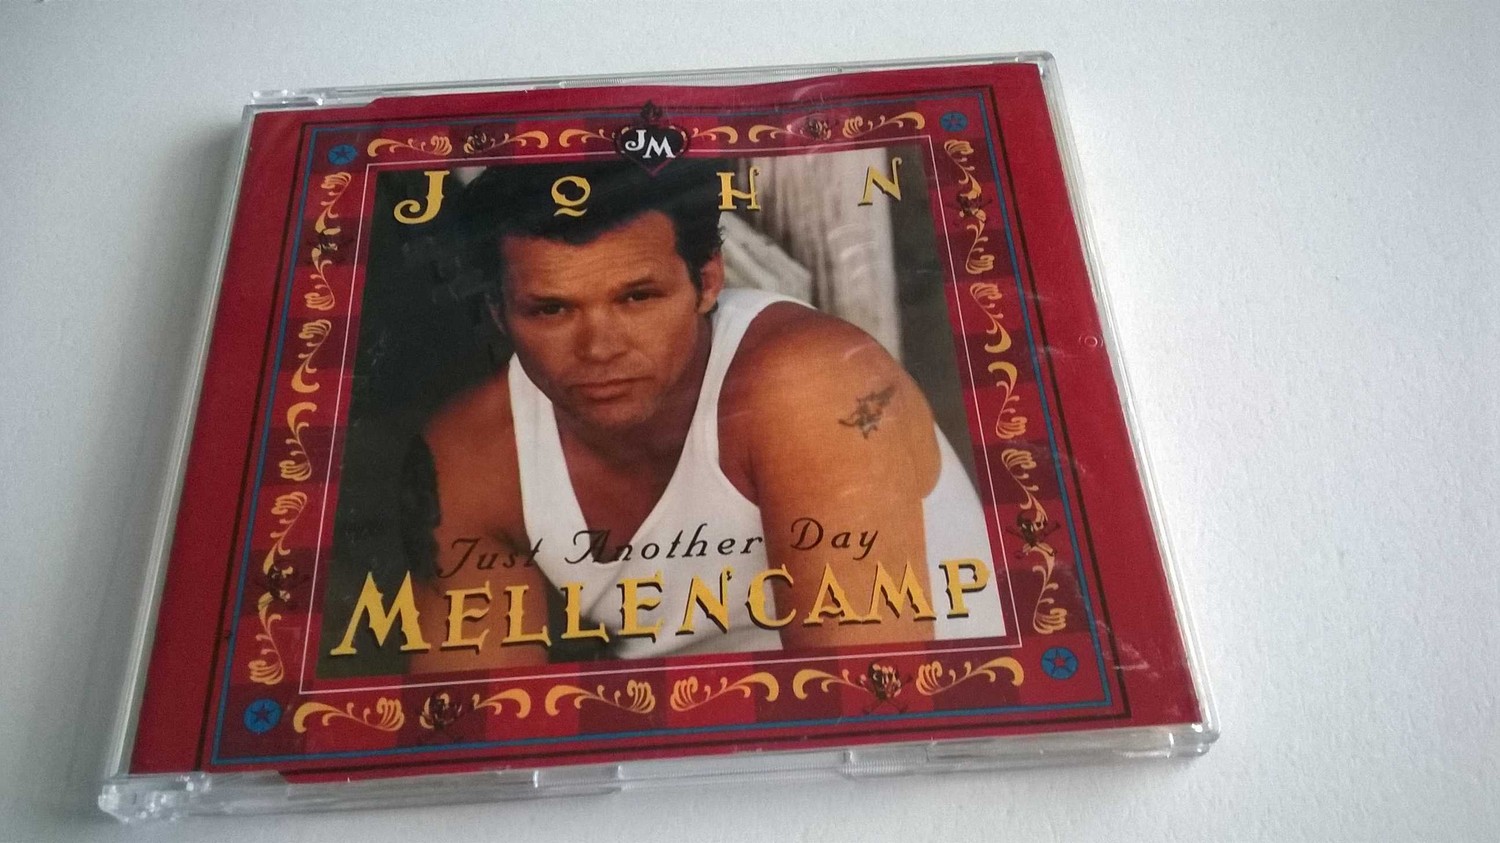 JM
JOHN
Just Another Day
MELLENCAMP